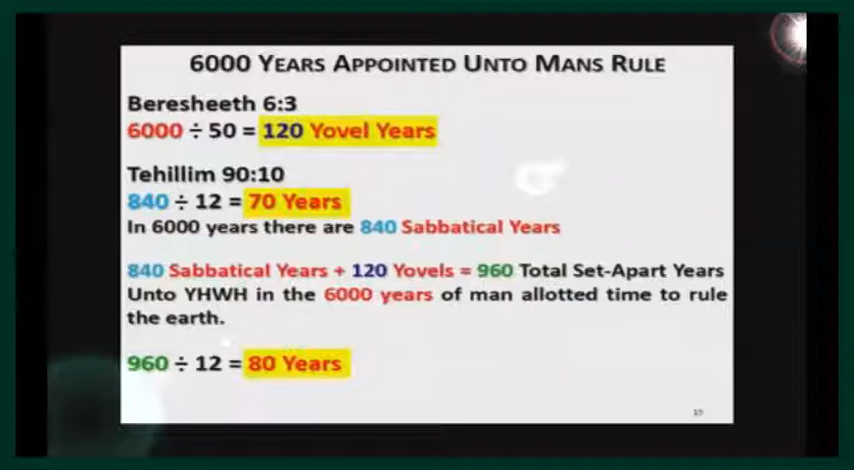 6000 YEARS APPOINTED UNTO MANS RULE
Beresheeth 6:3
6000 ÷ 50 = 120 Yovel Years
Tehillim 90:10
840 ÷ 12 = 70 Years
In 6000 years there are 840 Sabbatical Years
840 Sabbatical Years + 120 Yovels = 960 Total Set-Apart Years
Unto YHWH in the 6000 years of man allotted time to rule
the earth.
960 ÷ 12 = 80 Years